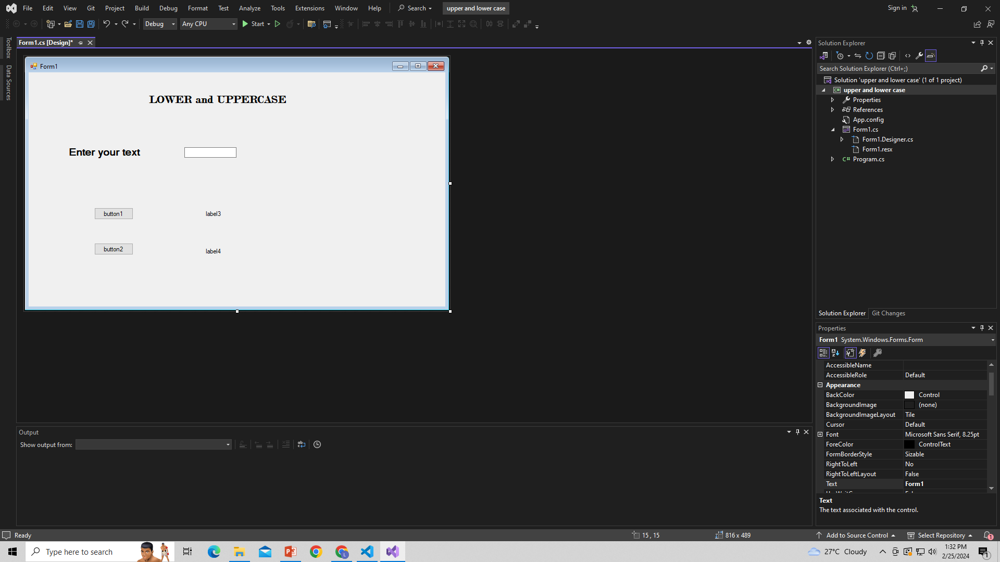 File Edit View Git Project Build Debug Format Test Analyze Tools Extensions Window Help Search upper and lower case Sign in
Debug Any CPU Start
Toolbox
Data Sources
Form1.cs [Design]*
Form1
LOWER and UPPERCASE
Enter your text
button1 label3
button2 label4
Solution Explorer
Search Solution Explorer (Ctrl+;)
Solution 'upper and lower case' (1 of 1 project)
C# upper and lower case
Properties
References
App.config
Form1.cs
Form1.Designer.cs
Form1.resx
C# Program.cs
Solution Explorer Git Changes
Properties
Form1 System.Windows.Forms.Form
AccessibleName
AccessibleRole Default
Appearance
BackColor Control
BackgroundImage (none)
BackgroundImageLayout Tile
Cursor Default
Font Microsoft Sans Serif, 8.25pt
ForeColor ControlText
FormBorderStyle Sizable
RightToLeft No
RightToLeftLayout False
Text Form1
Text
The text associated with the control.
Output
Show output from:
Ready 15 , 15 816 x 489 Add to Source Control Select Repository 1
Type here to search 27°C Cloudy 1:32 PM
2/25/2024 1